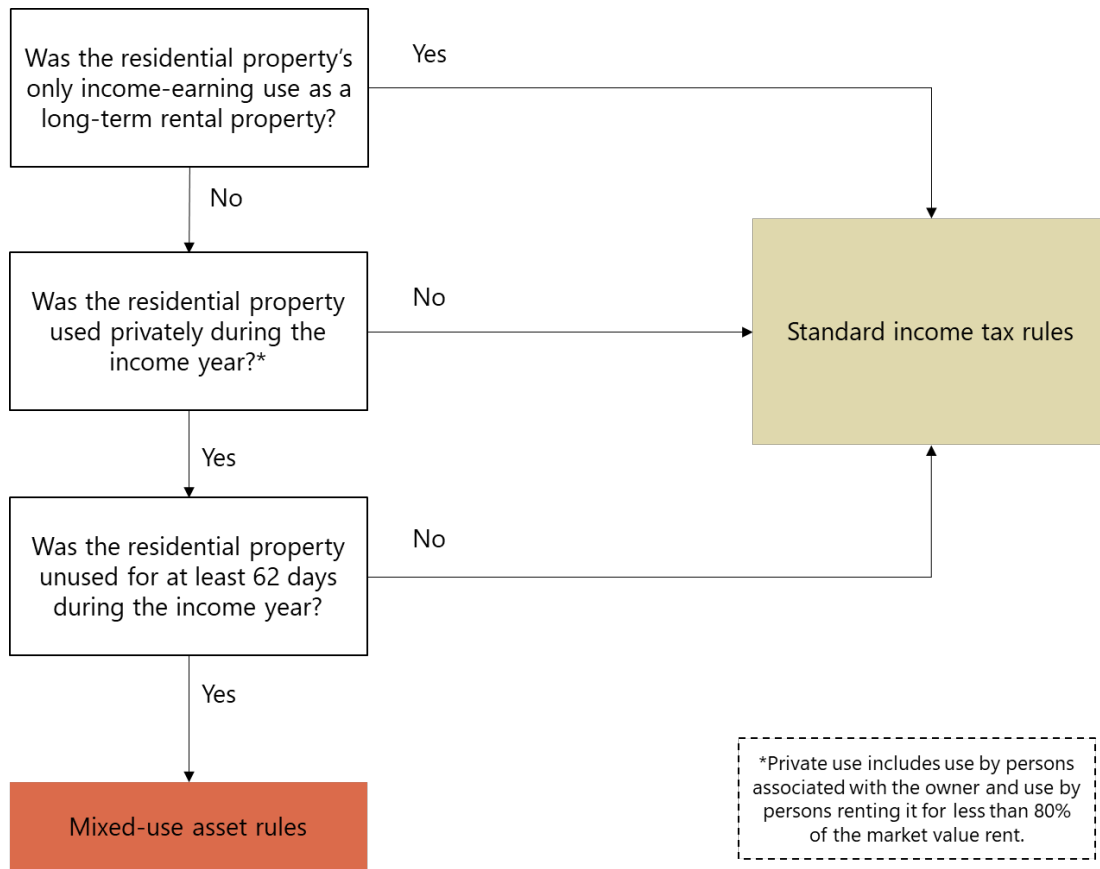 Was the residential property’s
only income-earning use as a
long-term rental property?
Yes
No
Was the residential property
used privately during the
income year?*
No
Standard income tax rules
Yes
Was the residential property
unused for at least 62 days
during the income year?
No
Yes
Mixed-use asset rules
*Private use includes use by persons
associated with the owner and use by
persons renting it for less than 80%
of the market value rent.